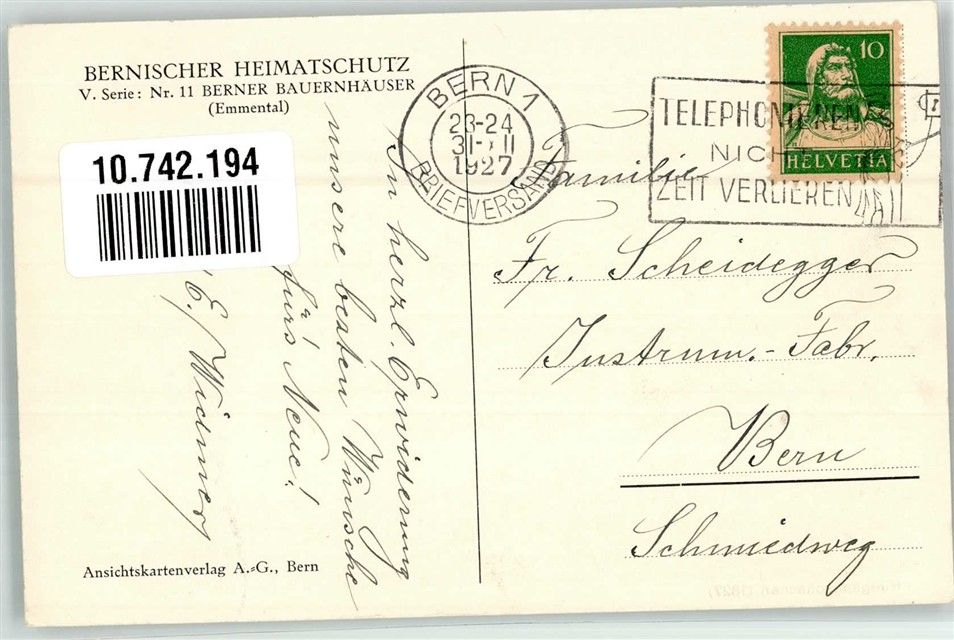 BERNISCHER HEIMATSCHUTZ
V. Serie: Nr. 11 BERNER BAUERNHÄUSER
(Emmental)
10.742.194
BERN 1
23-24
1927
BRIEFVERSAND
TELEPHONIEREN
NICHT
ZEIT VERLIEREN
10
HELVETIA
Familie
Fr. Scheidegger
Instrum.-Fabr.
Bern
Schmiedweg
In herzl. Erwiderung
unsere besten Wünsche
fürs Neue!
E. Widmer
Ansichtskartenverlag A.-G., Bern